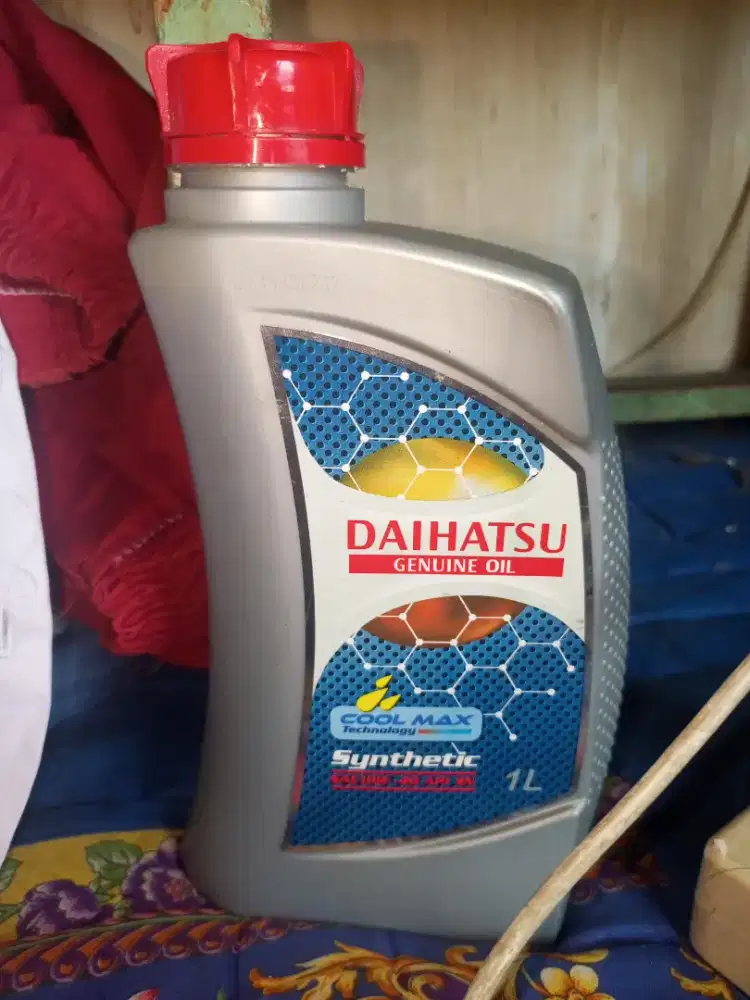 DAIHATSU
GENUINE OIL
COOL MAX
Technology
Synthetic
1L